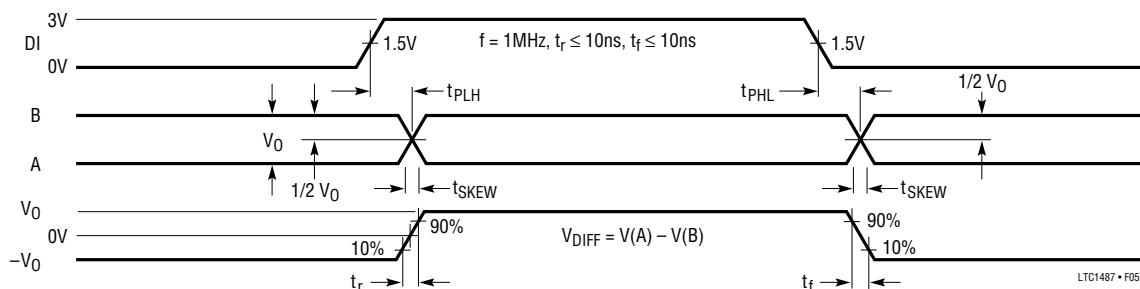 3V
DI
0V
1.5V
f = 1MHz, tr ≤ 10ns, tf ≤ 10ns
1.5V
tPLH
tPHL
1/2 VO
B
VO
A
1/2 VO
tSKEW
tSKEW
VO
0V
–VO
90%
10%
VDIFF = V(A) – V(B)
90%
10%
tr
tf
LTC1487 • F05